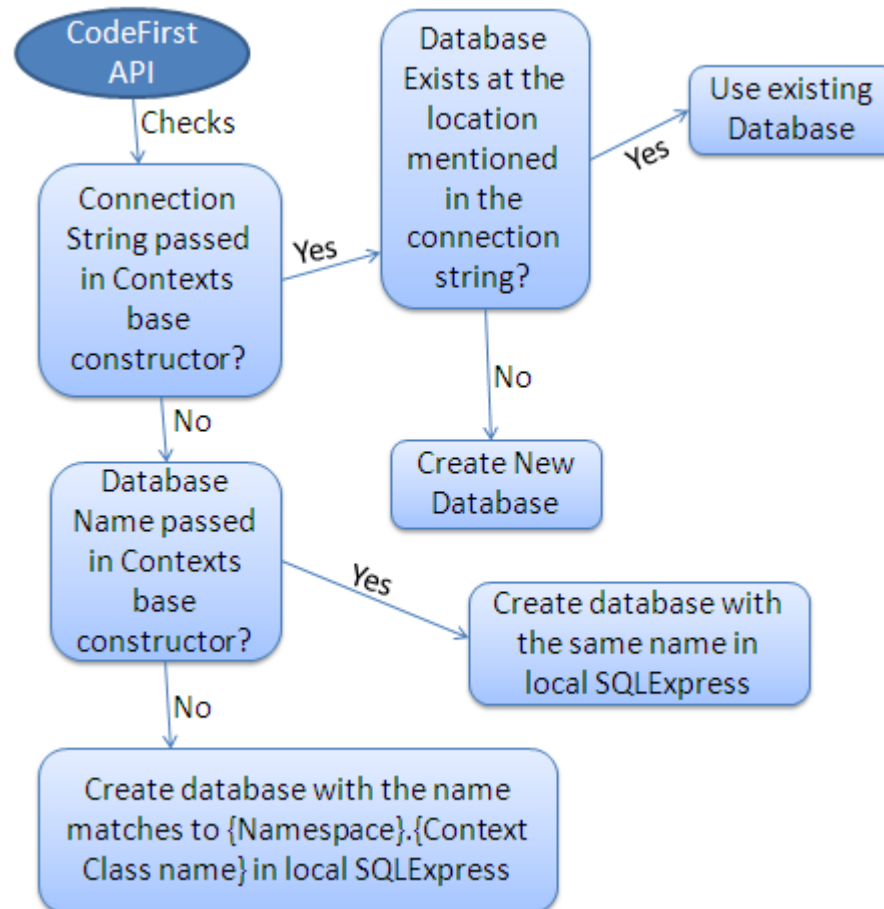 CodeFirst
API
Checks
Connection
String passed
in Contexts
base
constructor?
Yes
Database
Exists at the
location
mentioned
in the
connection
string?
Yes
Use existing
Database
No
Create New
Database
No
Database
Name passed
in Contexts
base
constructor?
Yes
Create database with
the same name in
local SQLExpress
No
Create database with the name
matches to {Namespace}.{Context
Class name} in local SQLExpress